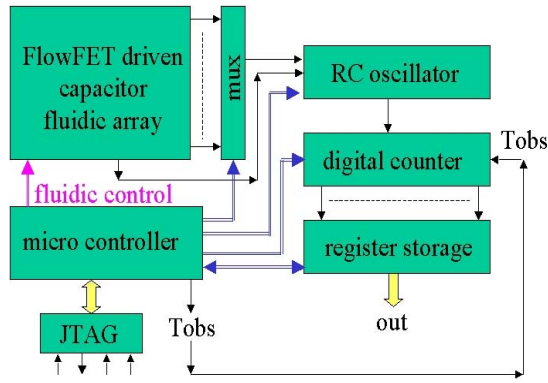 FlowFET driven
capacitor
fluidic array
mux
RC oscillator
digital counter
Tobs
fluidic control
micro controller
register storage
JTAG
Tobs
out